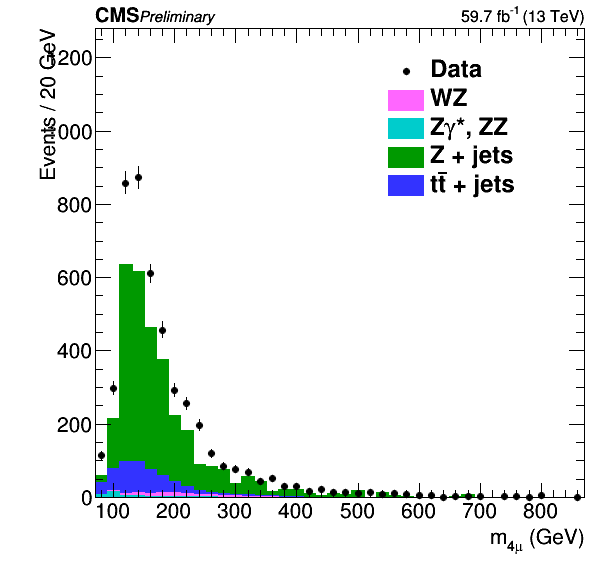 CMS Preliminary 59.7 fb⁻¹ (13 TeV)
Events / 20 GeV
1200
1000
800
600
400
200
0
Data
WZ
Zγ*, ZZ
Z + jets
tt̄ + jets
100 200 300 400 500 600 700 800
m₄μ (GeV)